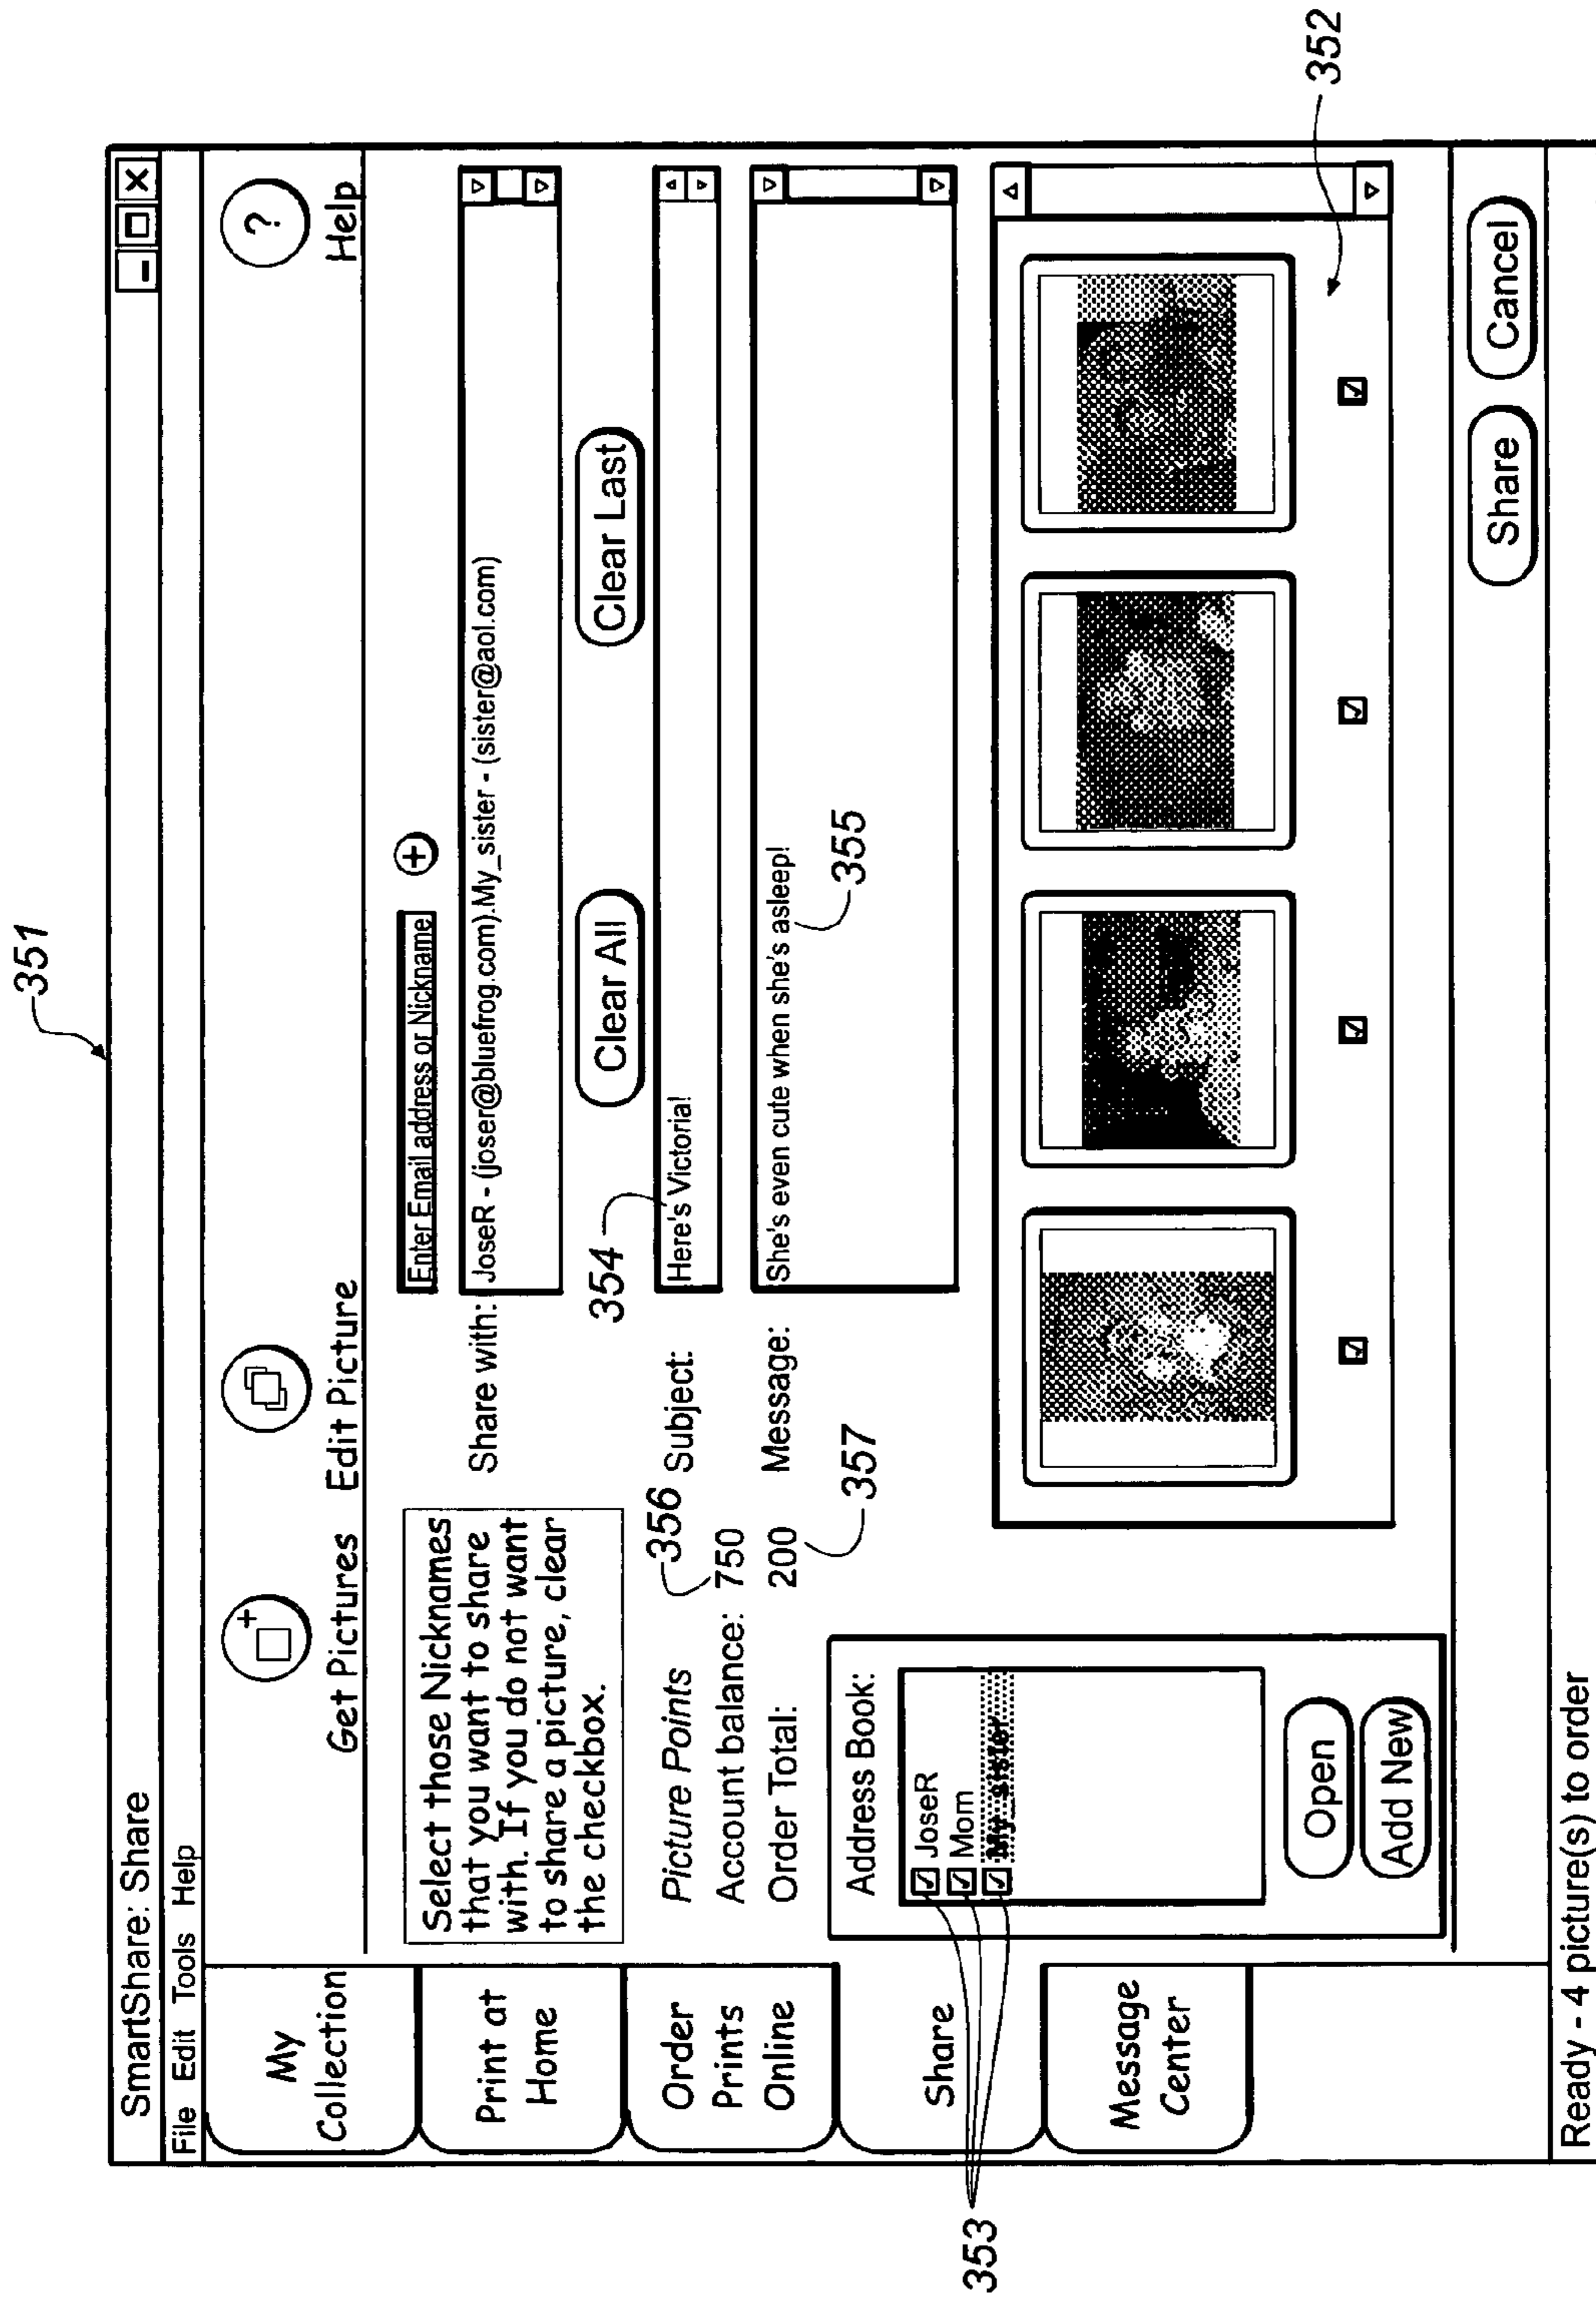 351
SmartShare: Share
File Edit Tools Help
Get Pictures
Edit Picture
?
Help
My
Collection
Print at
Home
Order
Prints
Online
Share
Message
Center
Select those Nicknames
that you want to share
with. If you do not want
to share a picture, clear
the checkbox.
Picture Points
356
Account balance: 750
Order Total: 200
357
Address Book:
JoseR
Mom
My sister
353
Open
Add New
Enter Email address or Nickname
Share with: JoseR - (joser@bluefrog.com).My_sister - (sister@aol.com)
Clear All
Clear Last
354
Subject: Here's Victoria!
Message: She's even cute when she's asleep!
355
352
Share
Cancel
Ready - 4 picture(s) to order